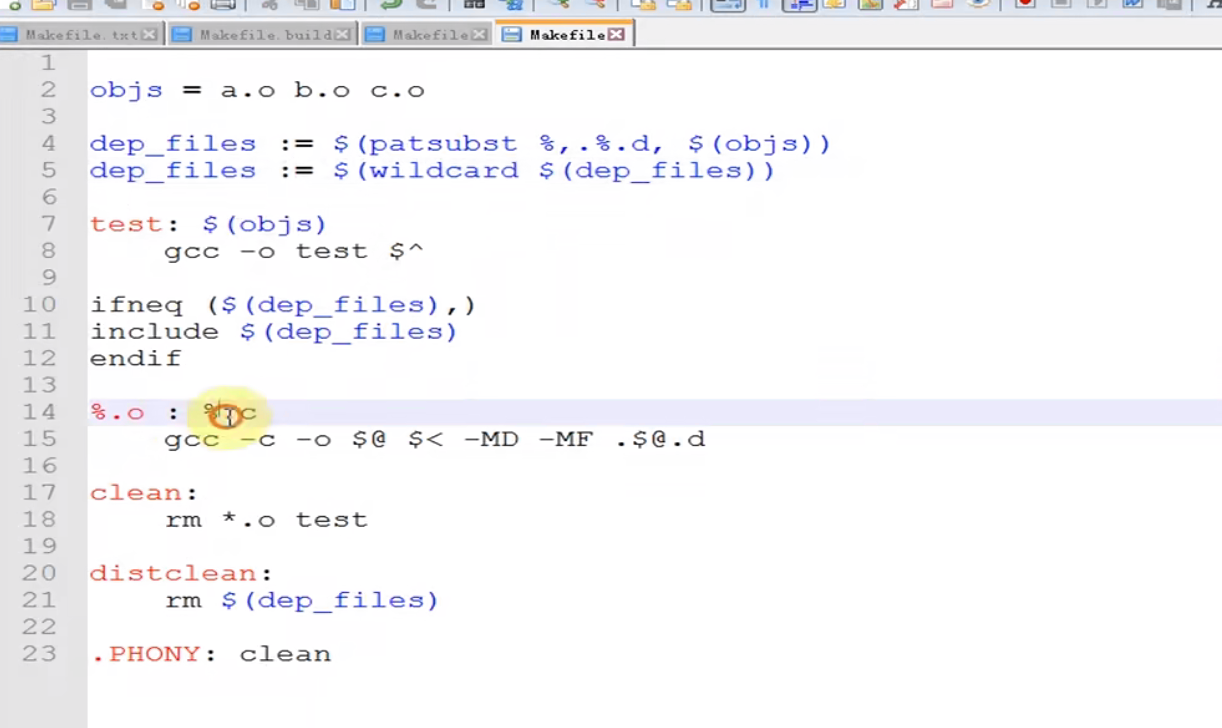 Makefile.txt Makefile.build Makefile Makefile
1
2 objs = a.o b.o c.o
3
4 dep_files := $(patsubst %,.%.d, $(objs))
5 dep_files := $(wildcard $(dep_files))
6
7 test: $(objs)
8 gcc -o test $^
9
10 ifneq ($(dep_files),)
11 include $(dep_files)
12 endif
13
14 %.o : %.c
15 gcc -c -o $@ $< -MD -MF .$@.d
16
17 clean:
18 rm *.o test
19
20 distclean:
21 rm $(dep_files)
22
23 .PHONY: clean